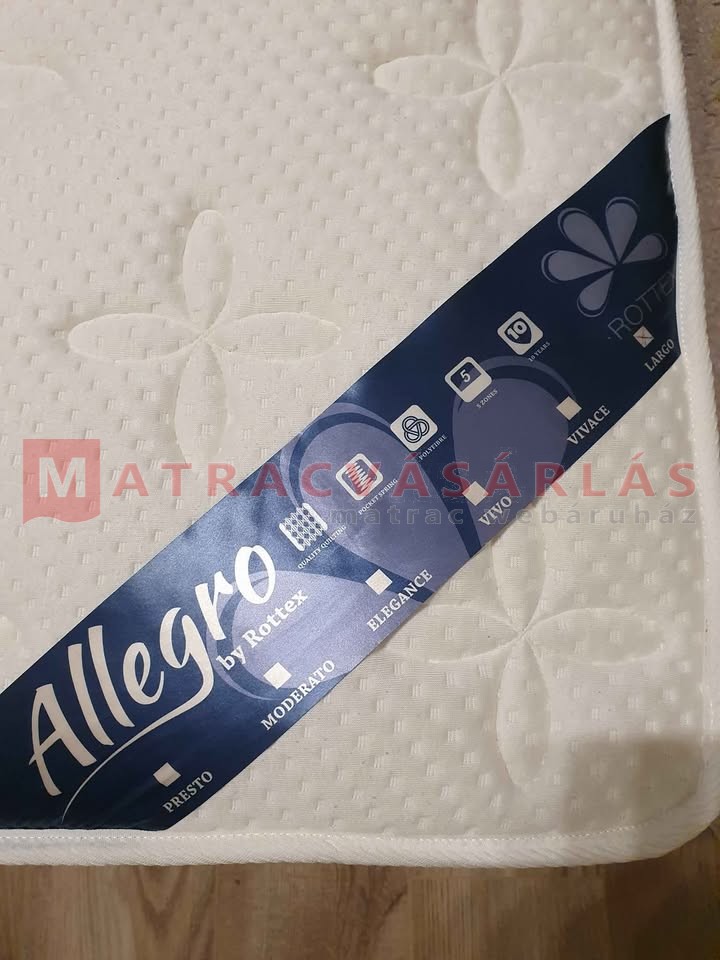 ROTTEX
10
10 YEARS
LARGO
5
5 ZONES
VIVACE
POLYFIBRE
POCKET SPRING
VIVO
MATRACVÁSÁRLÁS
matrac webáruház
QUALITY QUILTING
ELEGANCE
Allegro
by Rottex
MODERATO
PRESTO